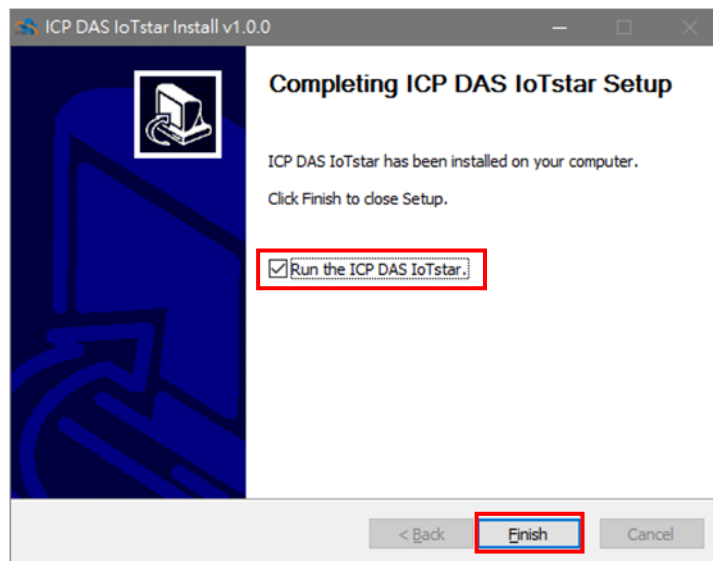 ICP DAS IoTstar Install v1.0.0
Completing ICP DAS IoTstar Setup
ICP DAS IoTstar has been installed on your computer.
Click Finish to close Setup.
Run the ICP DAS IoTstar.
< Back Finish Cancel